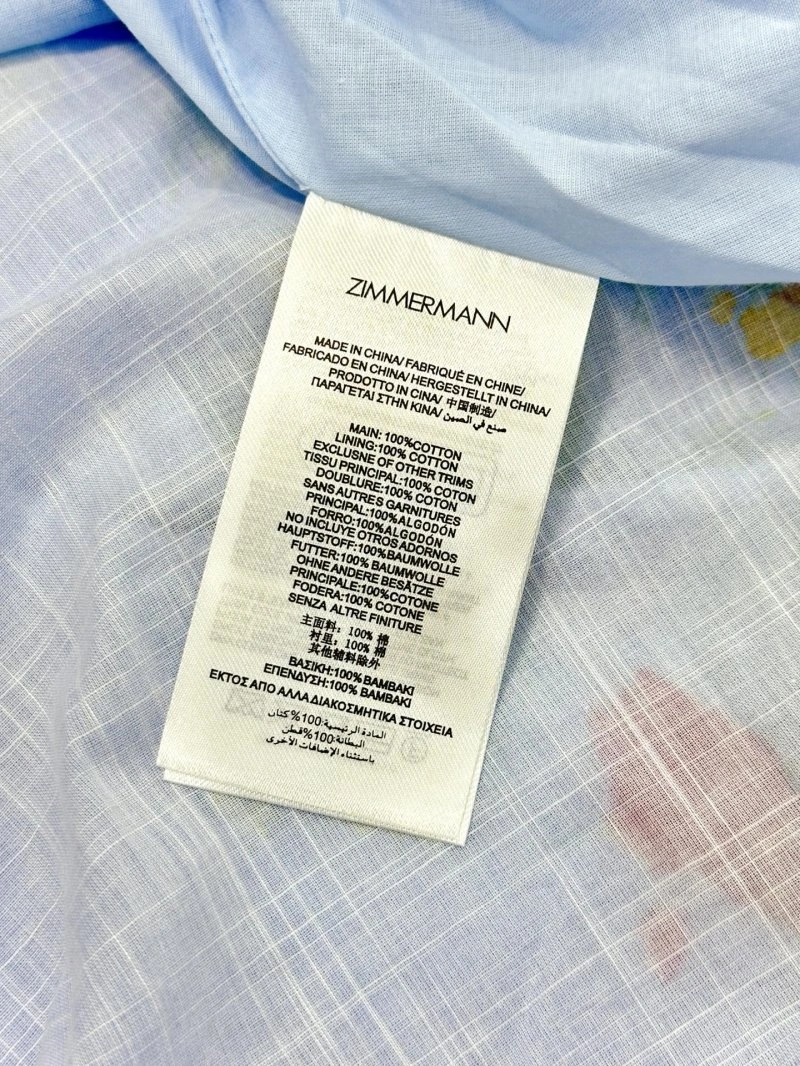 ZIMMERMANN
MADE IN CHINA/ FABRIQUÉ EN CHINE/
FABRICADO EN CHINA/ HERGESTELLT IN CHINA/
PRODOTTO IN CINA/ 中国制造/
ΠΑΡΑΓΕΤΑΙ ΣΤΗΝ ΚΙΝΑ/ صنع في الصين
MAIN: 100%COTTON
LINING:100% COTTON
EXCLUSNE OF OTHER TRIMS
TISSU PRINCIPAL:100% COTON
DOUBLURE:100% COTON
SANS AUTRES GARNITURES
PRINCIPAL:100%ALGODÓN
FORRO:100%ALGODÓN
NO INCLUYE OTROS ADORNOS
HAUPTSTOFF:100%BAUMWOLLE
FUTTER:100% BAUMWOLLE
OHNE ANDERE BESÄTZE
PRINCIPALE:100%COTONE
FODERA:100% COTONE
SENZA ALTRE FINITURE
主面料: 100% 棉
衬里: 100% 棉
其他辅料除外
ΒΑΣΙΚΗ:100% ΒΑΜΒΑΚΙ
ΕΠΕΝΔΥΣΗ:100% ΒΑΜΒΑΚΙ
ΕΚΤΟΣ ΑΠΟ ΑΛΛΑ ΔΙΑΚΟΣΜΗΤΙΚΑ ΣΤΟΙΧΕΙΑ
المادة الرئيسية:100% كتان
البطانة:100%قطن
باستثناء الإضافات الأخرى